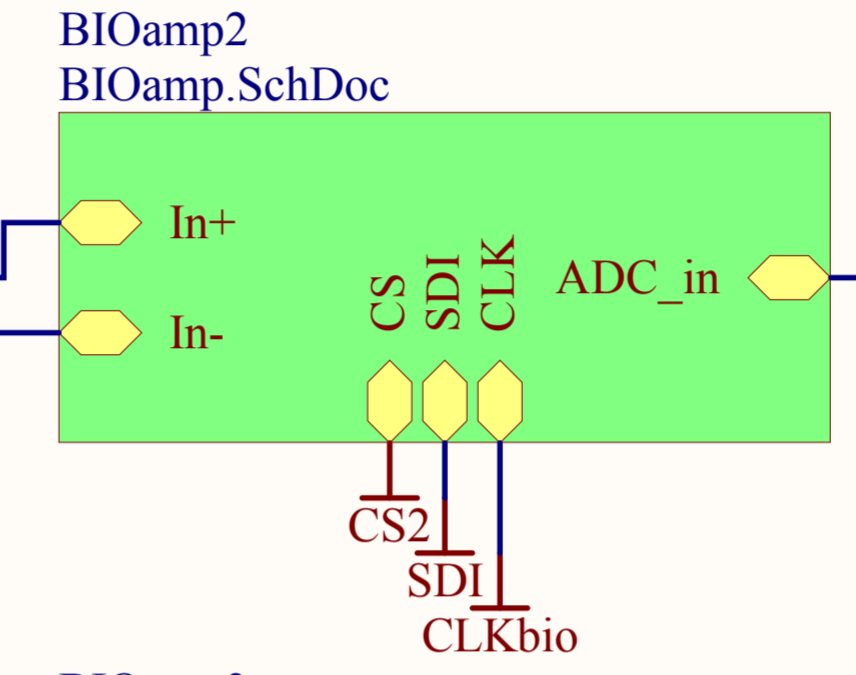 BIOamp2
BIOamp.SchDoc
In+
In-
CS
SDI
CLK
ADC_in
CS2
SDI
CLKbio